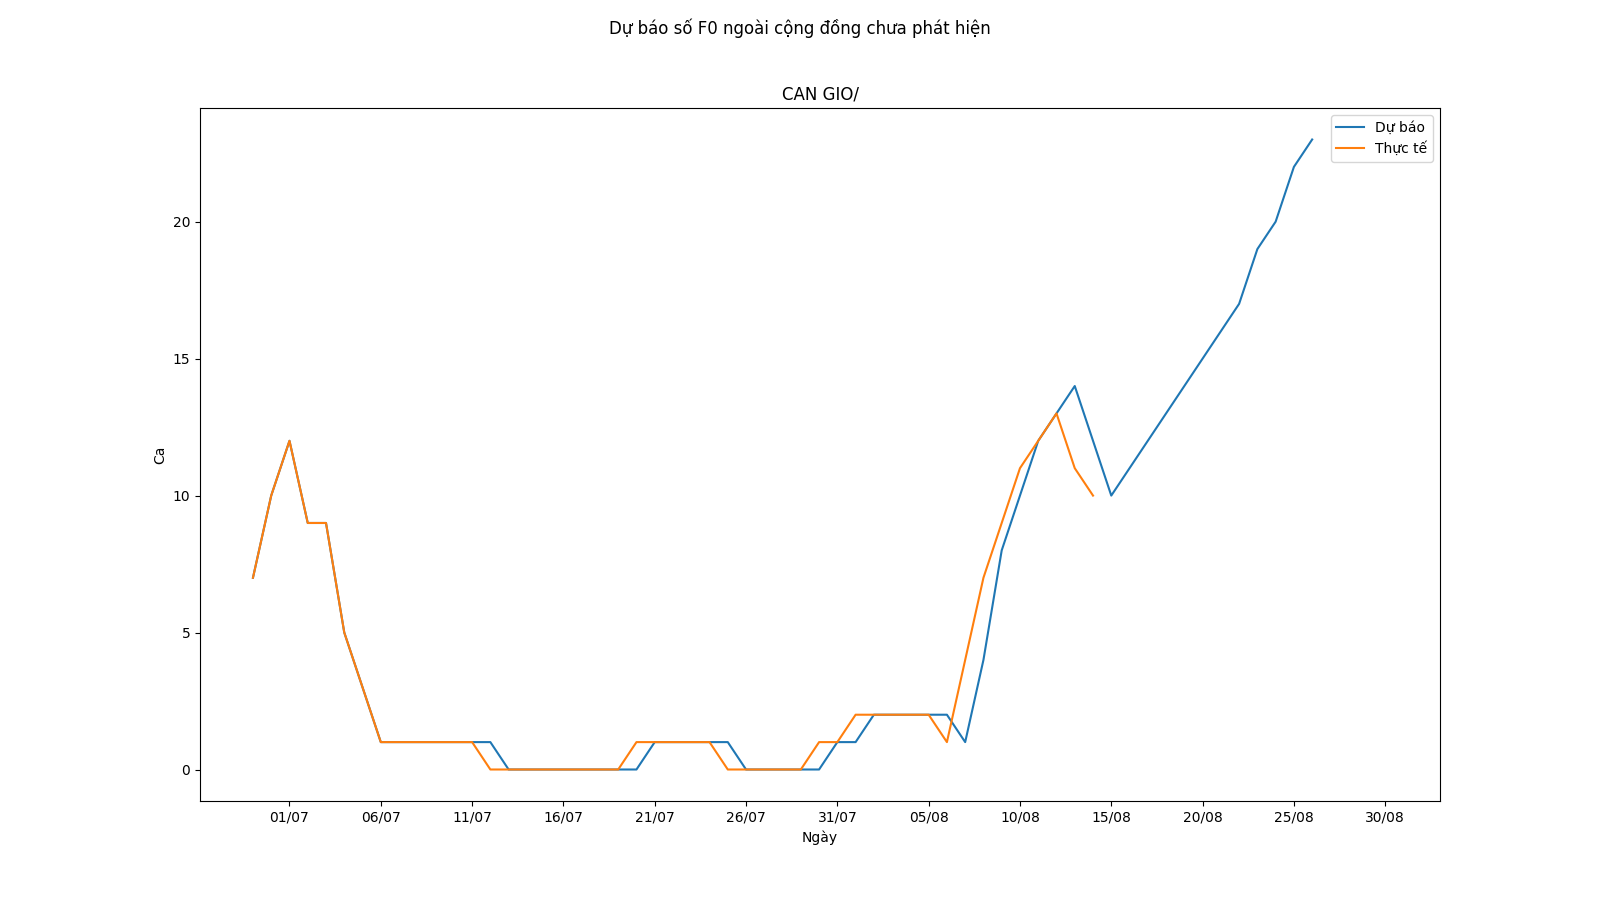 Dự báo số F0 ngoài cộng đồng chưa phát hiện
CAN GIO/
Dự báo
Thực tế
20
15
10
5
0
Ca
01/07 06/07 11/07 16/07 21/07 26/07 31/07 05/08 10/08 15/08 20/08 25/08 30/08
Ngày